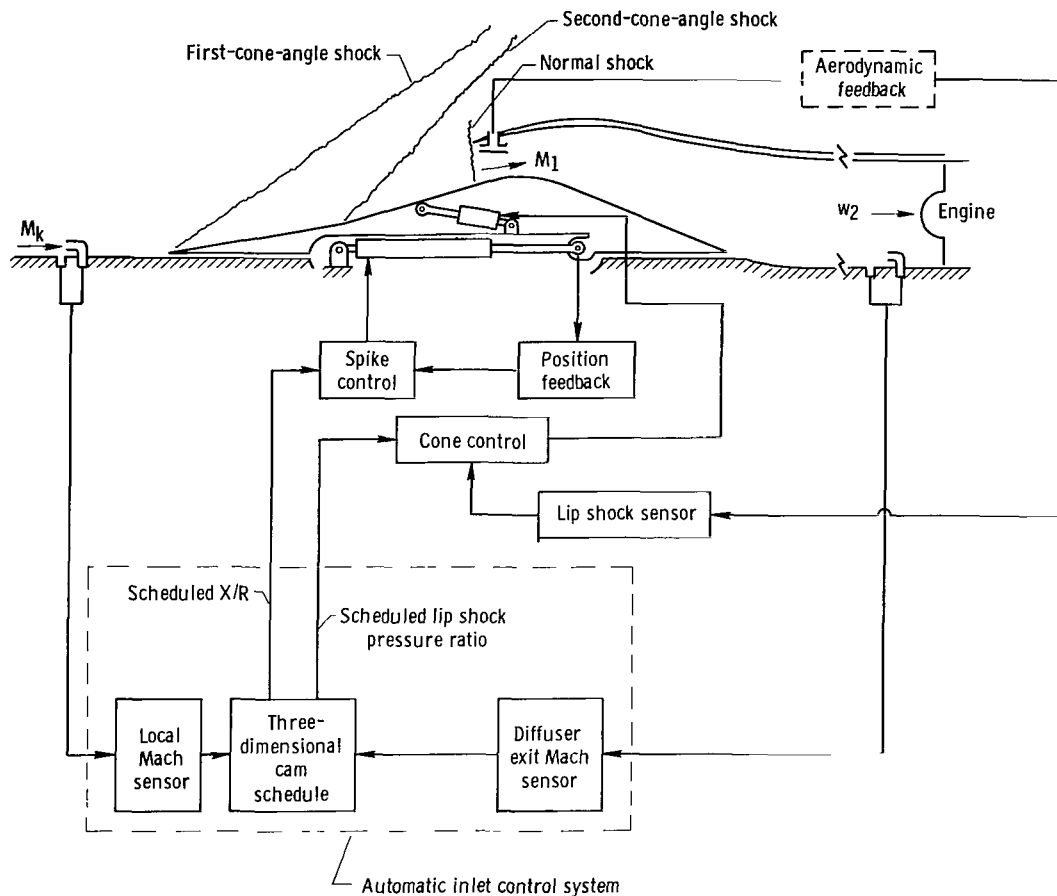 Second-cone-angle shock
First-cone-angle shock
Normal shock
Aerodynamic
feedback
M1
Mk
w2
Engine
Spike
control
Position
feedback
Cone control
Lip shock sensor
Scheduled X/R
Scheduled lip shock
pressure ratio
Local
Mach
sensor
Three-
dimensional
cam
schedule
Diffuser
exit Mach
sensor
Automatic inlet control system